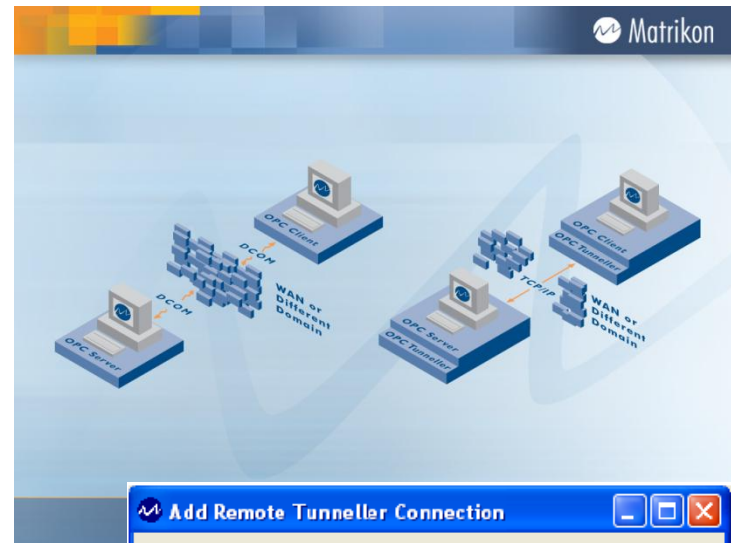 Matrikon
OPC Client
DCOM
DCOM
WAN or
Different
Domain
OPC Server
OPC Client
OPC Tunneller
TCP/IP
WAN or
Different
Domain
OPC Server
OPC Tunneller
Add Remote Tunneller Connection